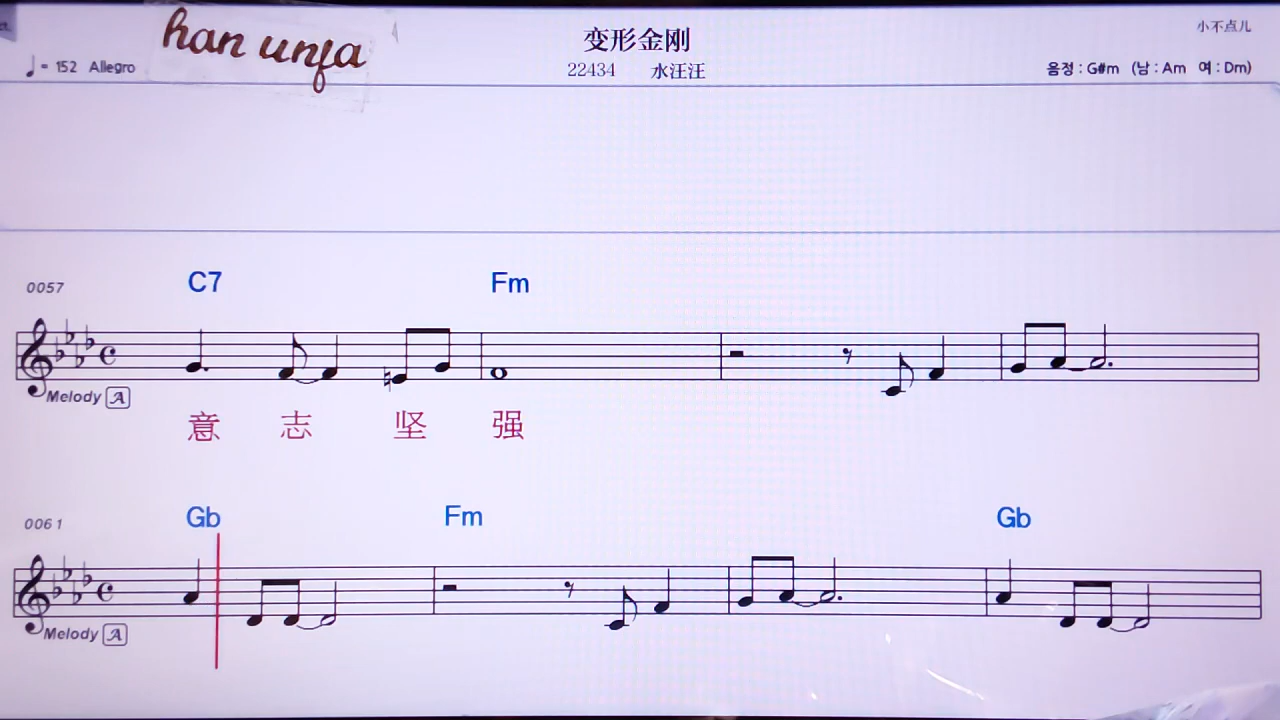 han unfa
变形金刚
小不点儿
♩= 152 Allegro
22434 水汪汪
음정 : G#m (남 : Am 여 : Dm)
0057
C7 Fm
Melody A
意 志 坚 强
0061
Gb Fm Gb
Melody A